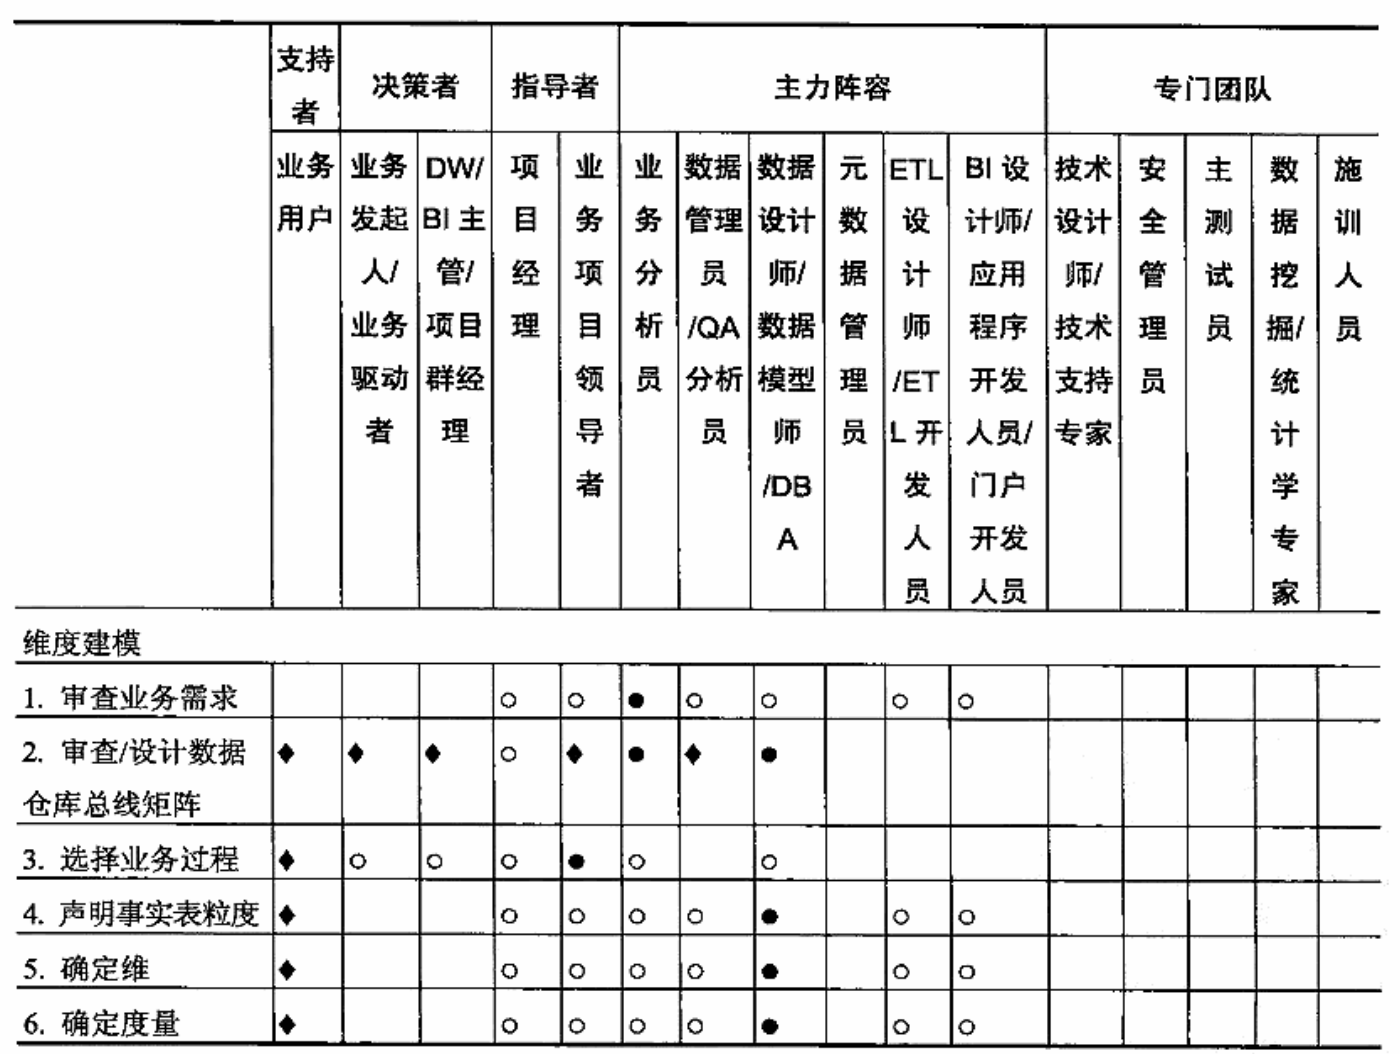 支持者 决策者 指导者 主力阵容 专门团队
业务用户
业务发起人/业务驱动者
DW/BI 主管/项目群经理
项目经理
业务项目领导者
业务分析员
数据管理员/QA分析员
数据设计师/数据模型师/DBA
元数据管理员
ETL设计师/ETL开发人员
BI 设计师/应用程序开发人员/门户开发人员
技术设计师/技术支持专家
安全管理员
主测试员
数据挖掘/统计学专家
施训人员
维度建模
1. 审查业务需求 ○ ○ ● ○ ○ ○ ○
2. 审查/设计数据 ◆ ◆ ◆ ○ ◆ ● ◆ ●
仓库总线矩阵
3. 选择业务过程 ◆ ○ ○ ○ ● ○ ○
4. 声明事实表粒度 ◆ ○ ○ ○ ○ ● ○ ○
5. 确定维 ◆ ○ ○ ○ ○ ● ○ ○
6. 确定度量 ◆ ○ ○ ○ ○ ● ○ ○